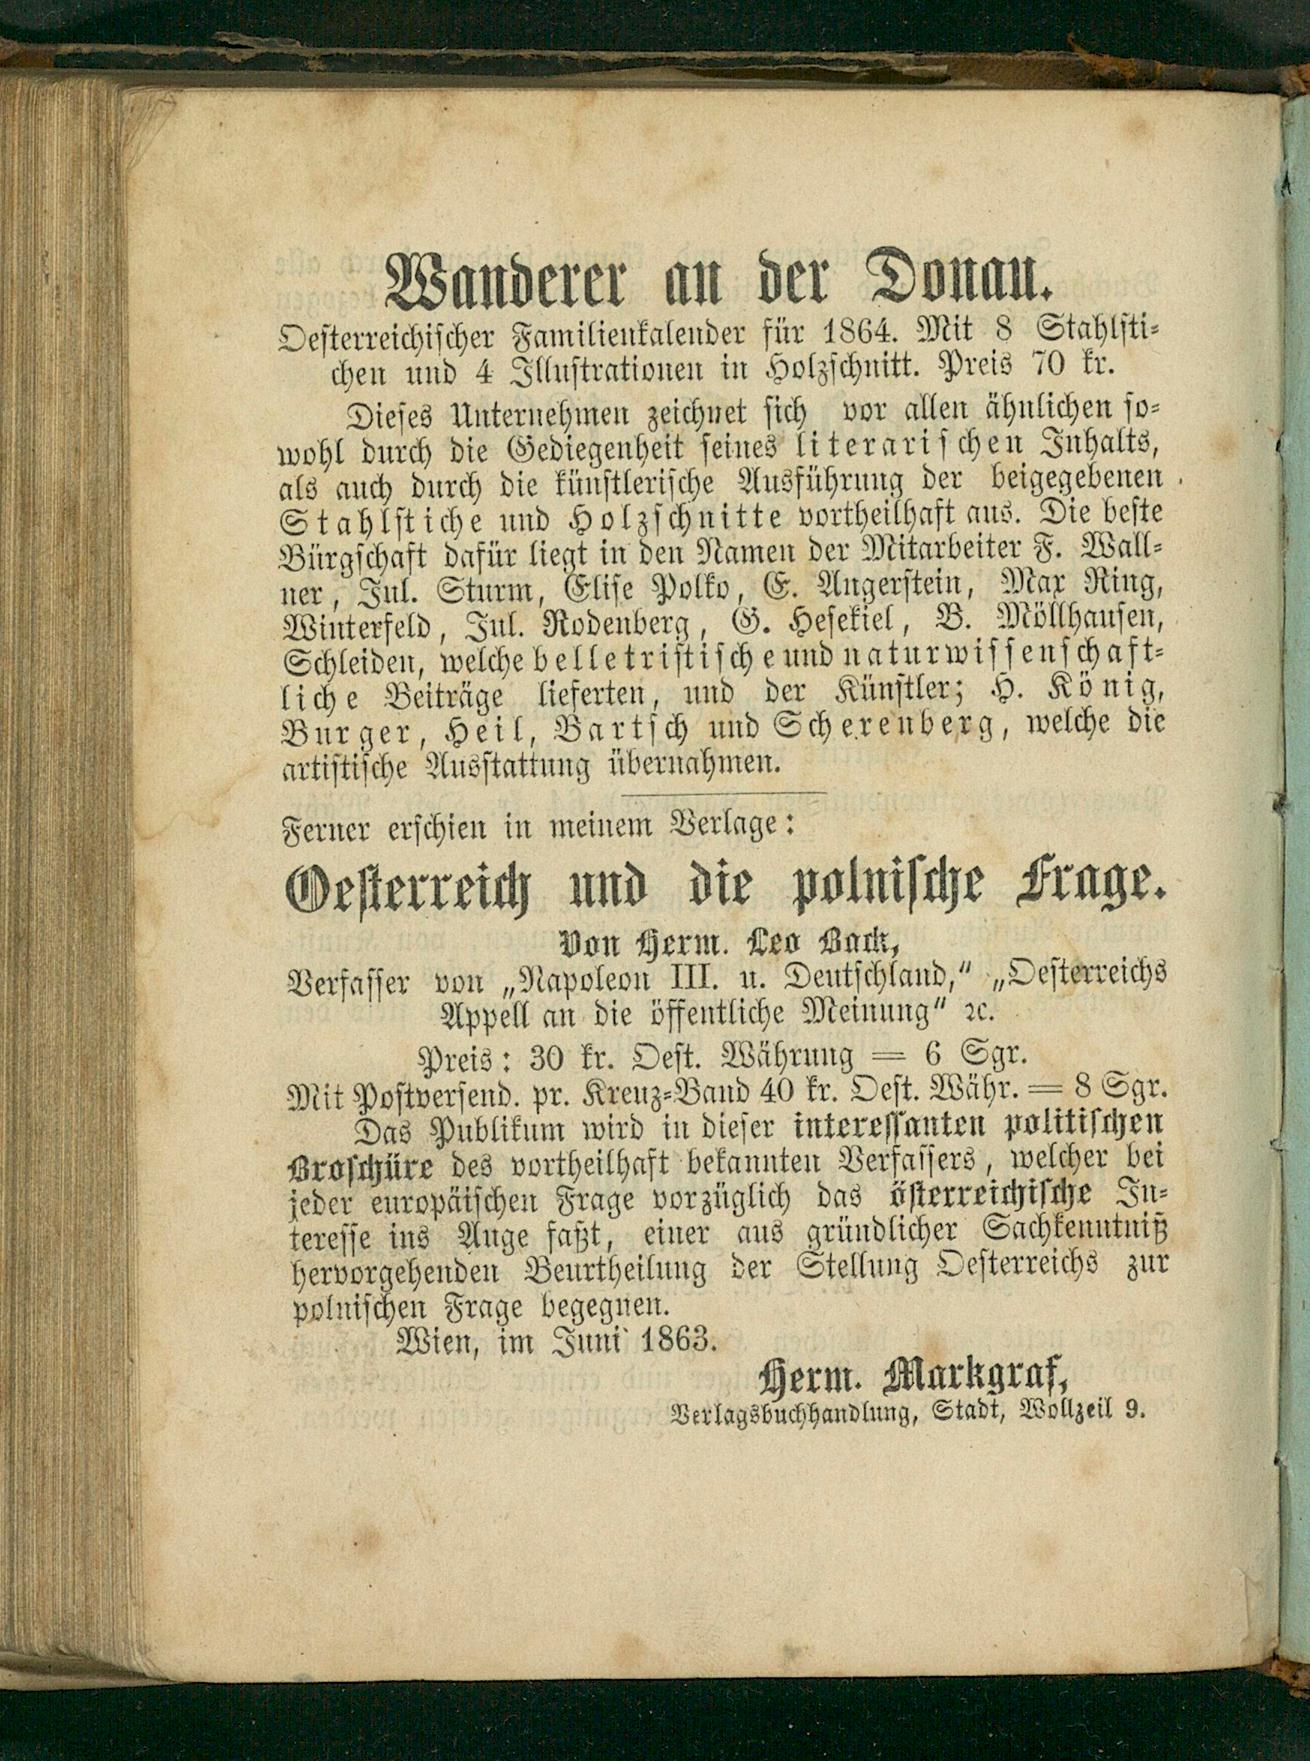 Wanderer an der Donau.
Oesterreichischer Familienkalender für 1864. Mit 8 Stahlsti-
chen und 4 Illustrationen in Holzschnitt. Preis 70 kr.
Dieses Unternehmen zeichnet sich vor allen ähnlichen so-
wohl durch die Gediegenheit seines literarischen Inhalts,
als auch durch die künstlerische Ausführung der beigegebenen
Stahlstiche und Holzschnitte vortheilhaft aus. Die beste
Bürgschaft dafür liegt in den Namen der Mitarbeiter F. Wall-
ner, Jul. Sturm, Elise Polko, E. Angerstein, Max Ring,
Winterfeld, Jul. Rodenberg, G. Hesekiel, B. Möllhausen,
Schleiden, welche belletristische und naturwissenschaft-
liche Beiträge lieferten, und der Künstler; H. König,
Burger, Heil, Bartsch und Scherenberg, welche die
artistische Ausstattung übernahmen.
Ferner erschien in meinem Verlage:
Oesterreich und die polnische Frage.
Von Herm. Leo Back,
Verfasser von „Napoleon III. u. Deutschland,“ „Oesterreichs
Appell an die öffentliche Meinung“ ꝛc.
Preis: 30 kr. Oest. Währung = 6 Sgr.
Mit Postversend. pr. Kreuz-Band 40 kr. Oest. Währ. = 8 Sgr.
Das Publikum wird in dieser interessanten politischen
Broschüre des vortheilhaft bekannten Verfassers, welcher bei
jeder europäischen Frage vorzüglich das österreichische In-
teresse ins Auge faßt, einer aus gründlicher Sachkenntniß
hervorgehenden Beurtheilung der Stellung Oesterreichs zur
polnischen Frage begegnen.
Wien, im Juni 1863.
Herm. Markgraf,
Verlagsbuchhandlung, Stadt, Wollzeil 9.